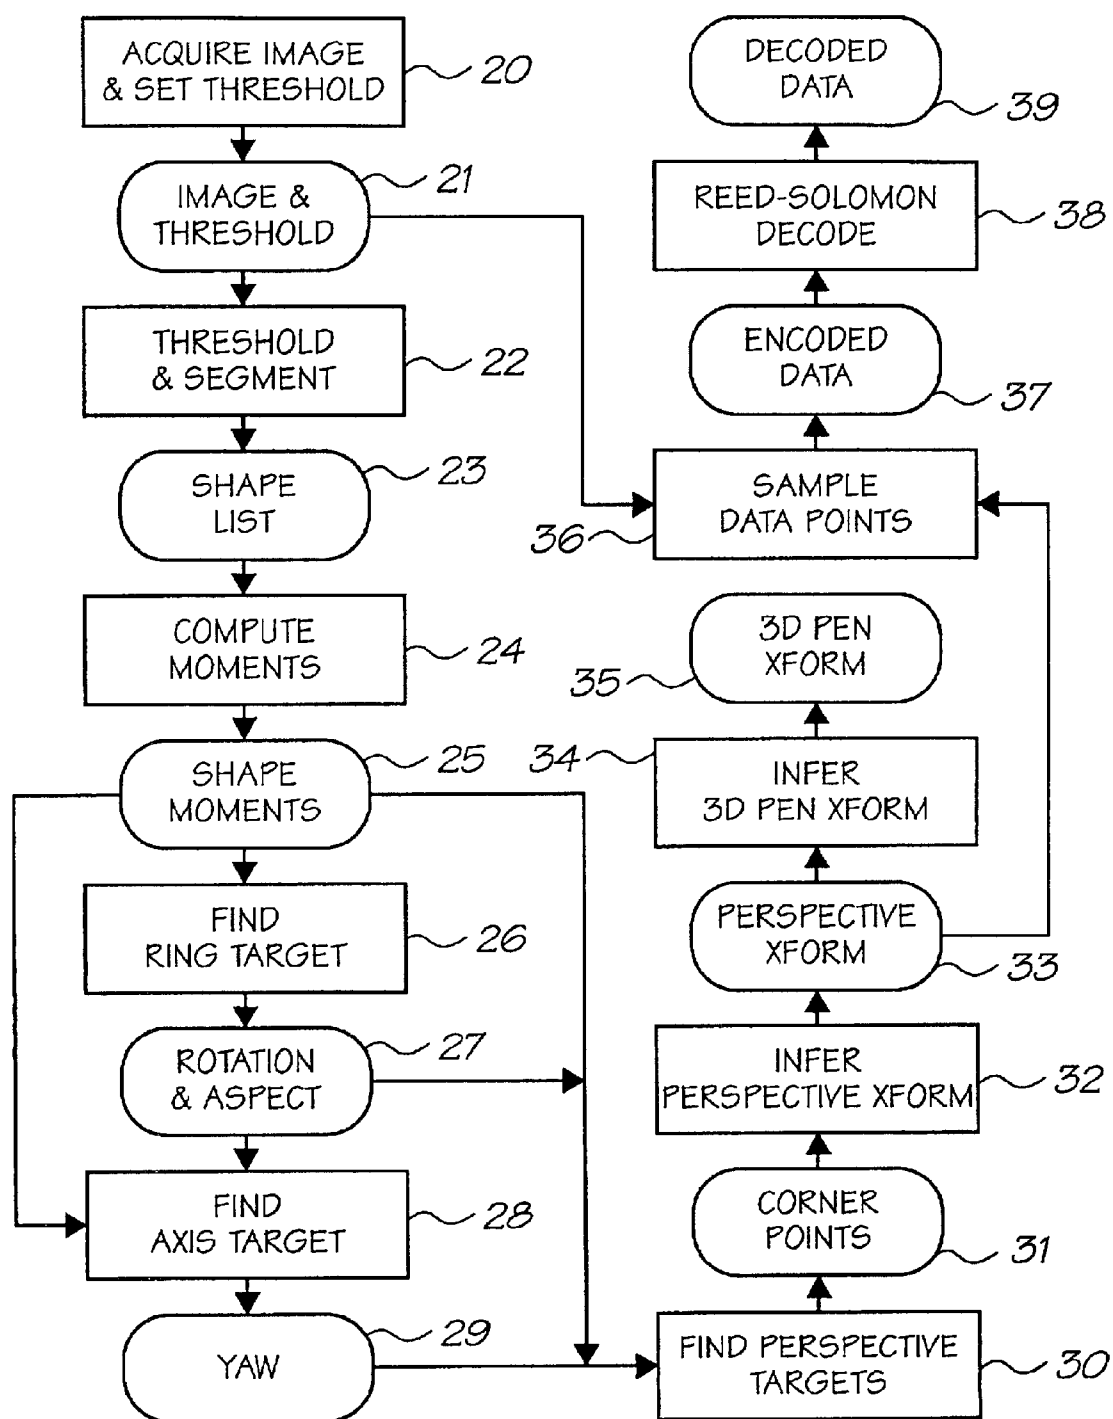 ACQUIRE IMAGE
& SET THRESHOLD
20
IMAGE &
THRESHOLD
21
THRESHOLD
& SEGMENT
22
SHAPE
LIST
23
COMPUTE
MOMENTS
24
SHAPE
MOMENTS
25
FIND
RING TARGET
26
ROTATION
& ASPECT
27
FIND
AXIS TARGET
28
YAW
29
DECODED
DATA
39
REED-SOLOMON
DECODE
38
ENCODED
DATA
37
SAMPLE
DATA POINTS
36
3D PEN
XFORM
35
INFER
3D PEN XFORM
34
PERSPECTIVE
XFORM
33
INFER
PERSPECTIVE XFORM
32
CORNER
POINTS
31
FIND PERSPECTIVE
TARGETS
30